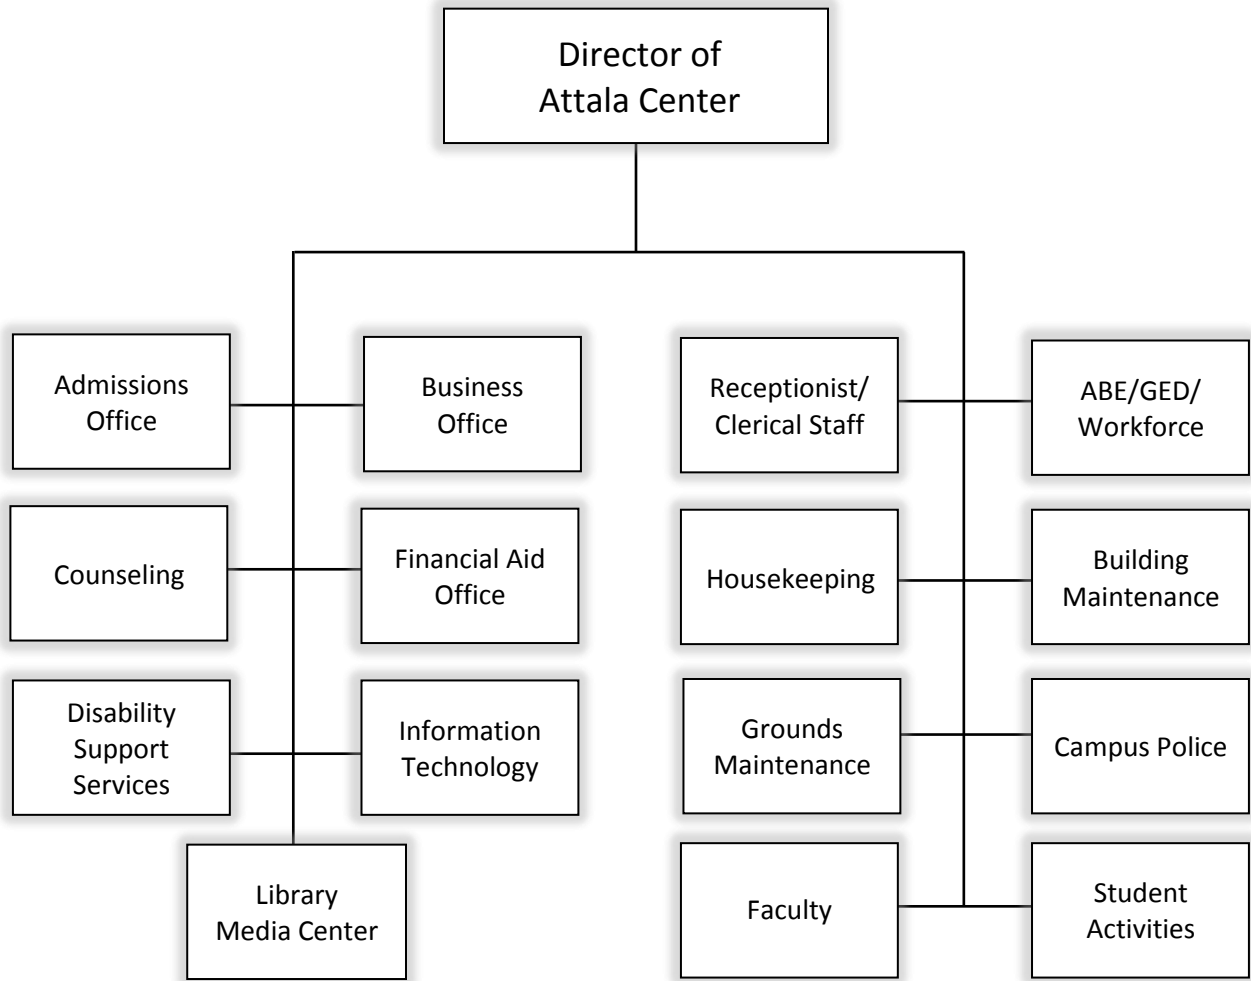 Director of
Attala Center
Admissions
Office
Business
Office
Receptionist/
Clerical Staff
ABE/GED/
Workforce
Counseling
Financial Aid
Office
Housekeeping
Building
Maintenance
Disability
Support
Services
Information
Technology
Grounds
Maintenance
Campus Police
Library
Media Center
Faculty
Student
Activities